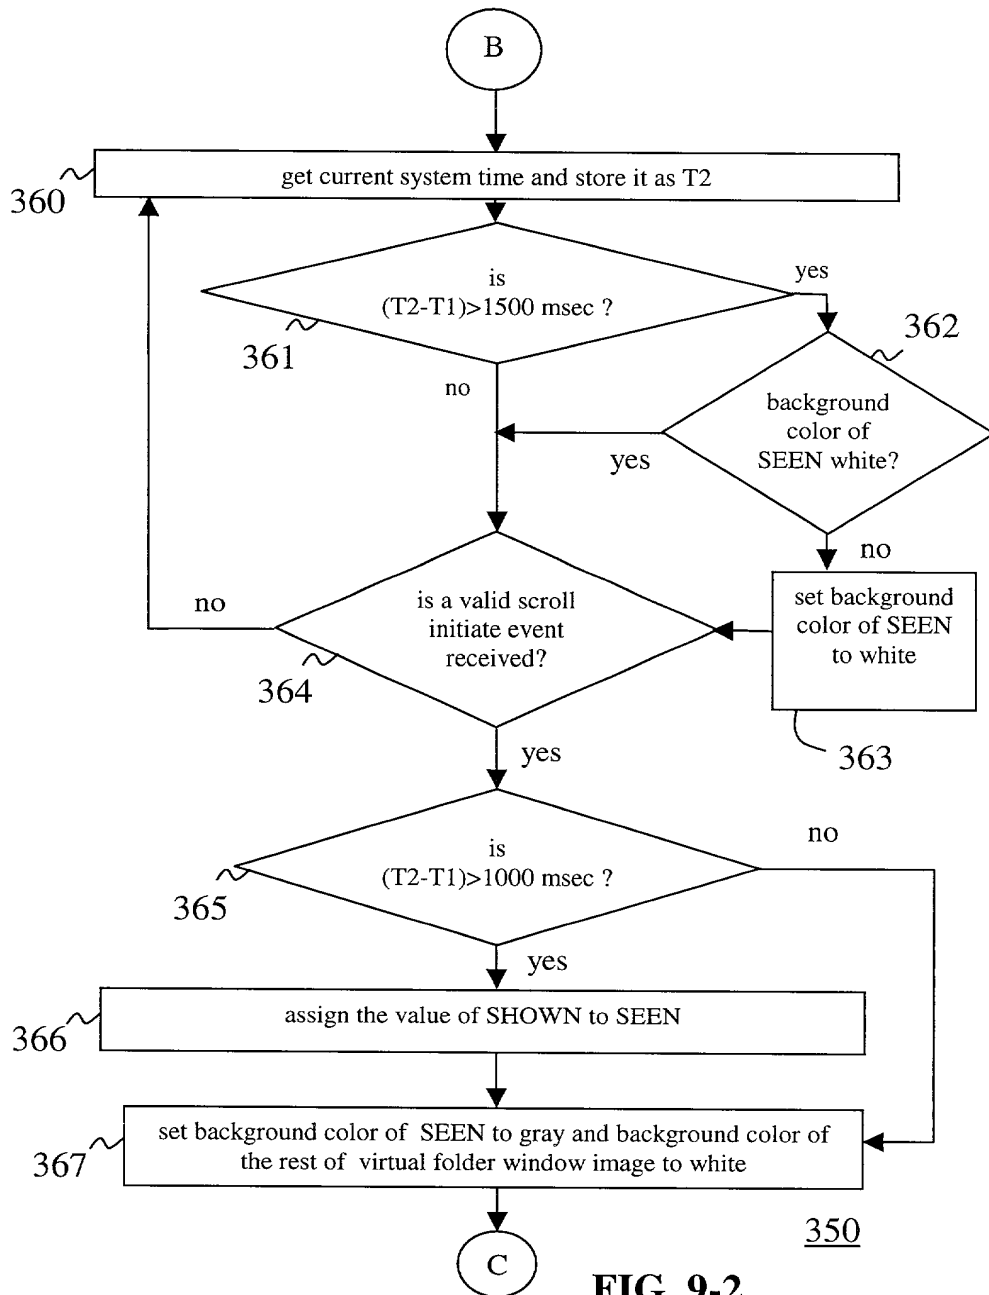 B
get current system time and store it as T2
360
is
(T2-T1)>1500 msec ?
yes
361
362
no
background
color of
SEEN white?
yes
no
set background
color of SEEN
to white
363
no
is a valid scroll
initiate event
received?
364
yes
is
(T2-T1)>1000 msec ?
no
365
yes
assign the value of SHOWN to SEEN
366
set background color of SEEN to gray and background color of
the rest of virtual folder window image to white
367
350
C
FIG. 9-2